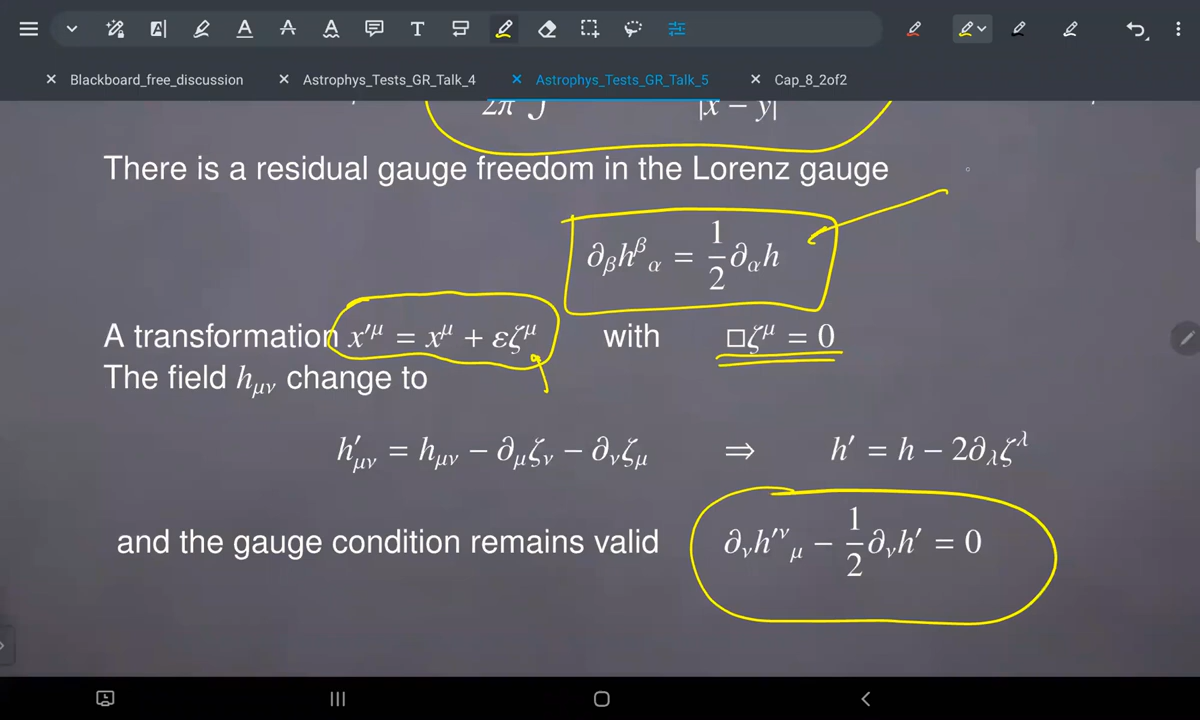 Blackboard_free_discussion Astrophys_Tests_GR_Talk_4 Astrophys_Tests_GR_Talk_5 Cap_8_2of2
2π ∫ |x − y|
There is a residual gauge freedom in the Lorenz gauge
∂_β h^β_α = 1/2 ∂_α h
A transformation x′^μ = x^μ + εζ^μ with □ζ^μ = 0
The field h_μν change to
h′_μν = h_μν − ∂_μ ζ_ν − ∂_ν ζ_μ ⇒ h′ = h − 2∂_λ ζ^λ
and the gauge condition remains valid ∂_ν h′^ν_μ − 1/2 ∂_ν h′ = 0